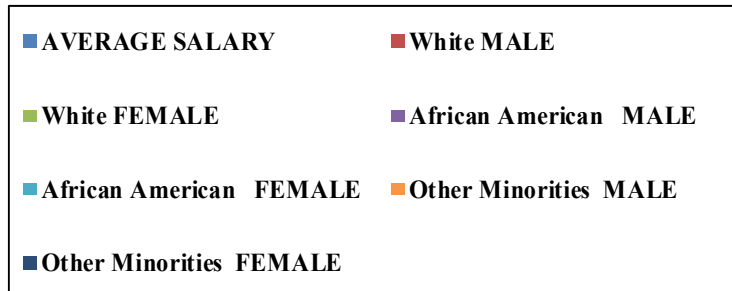 AVERAGE SALARY White MALE
White FEMALE African American MALE
African American FEMALE Other Minorities MALE
Other Minorities FEMALE